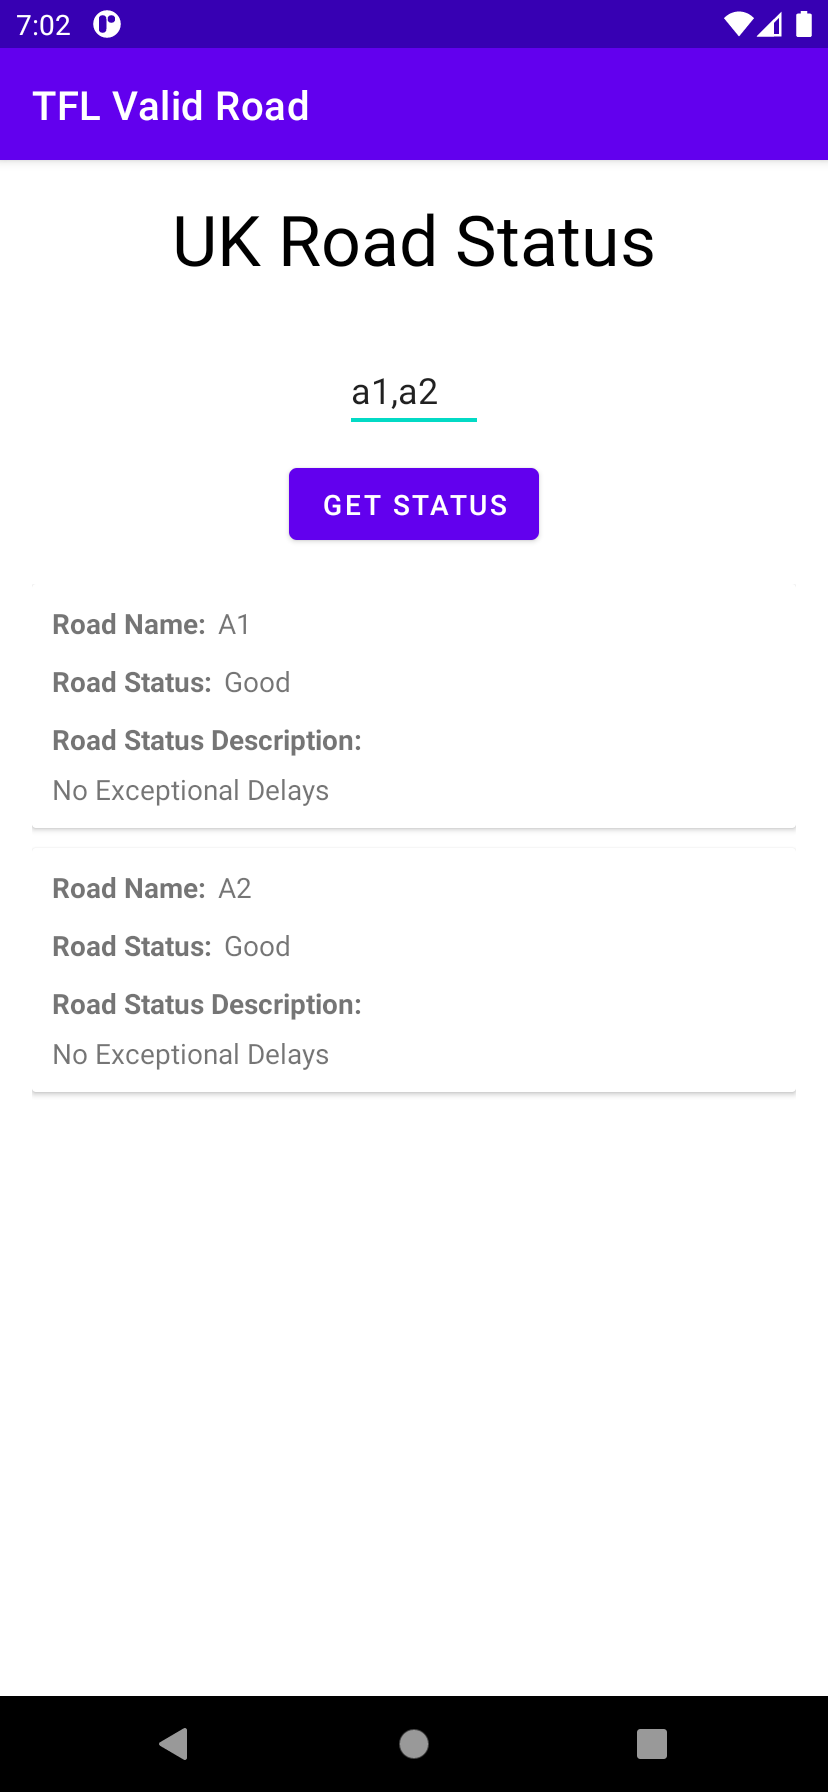 7:02
TFL Valid Road
UK Road Status
a1,a2
GET STATUS
Road Name: A1
Road Status: Good
Road Status Description:
No Exceptional Delays
Road Name: A2
Road Status: Good
Road Status Description:
No Exceptional Delays